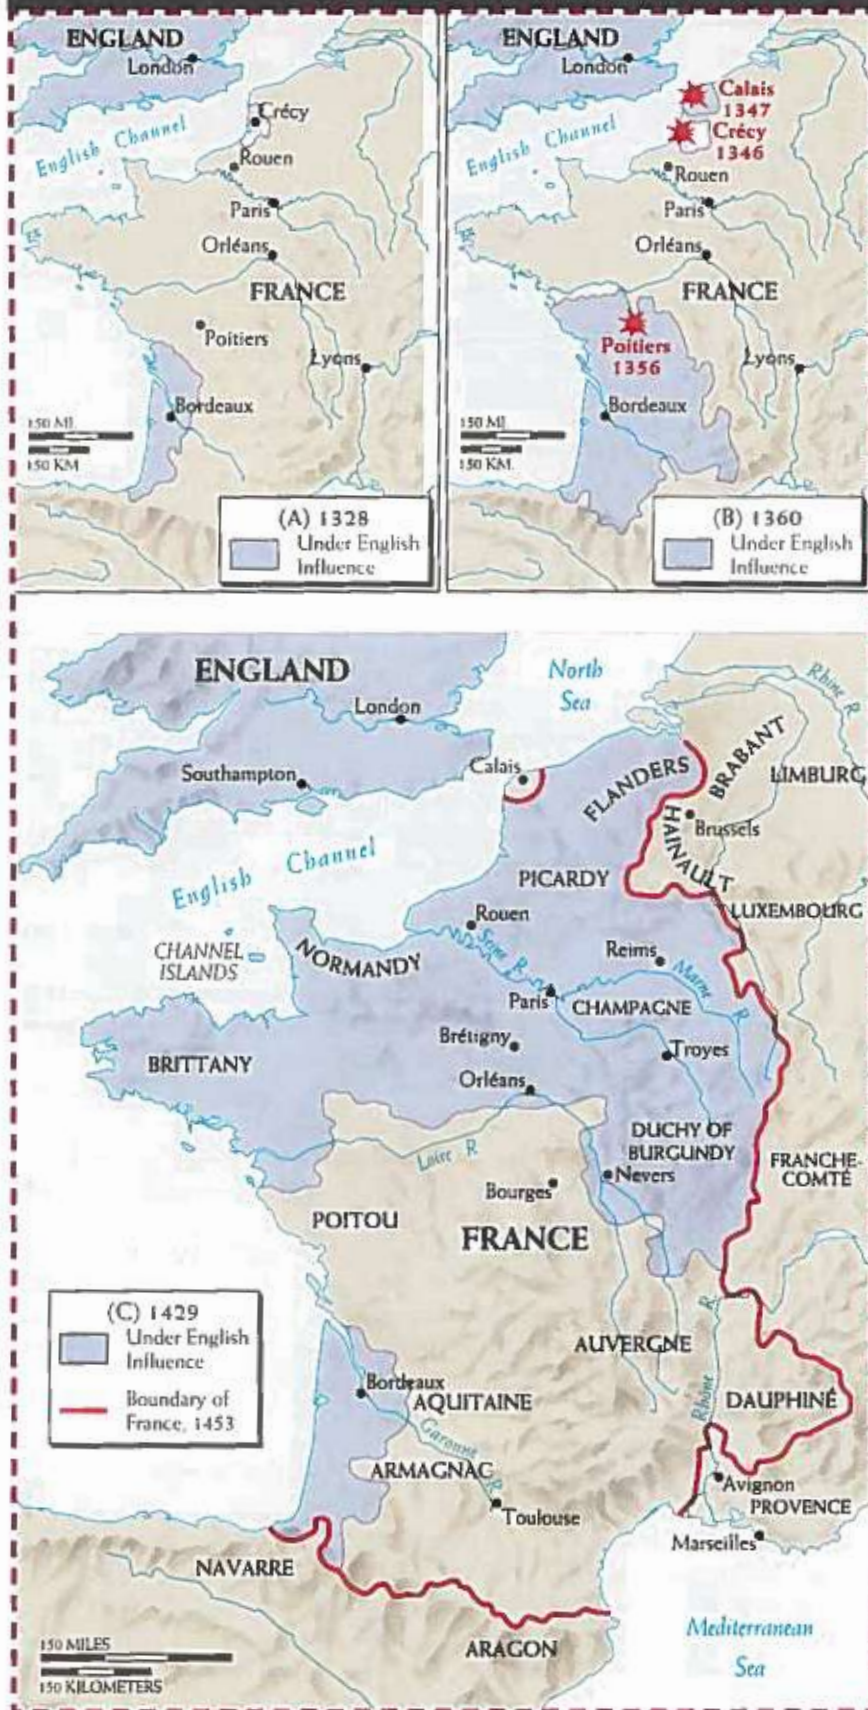 ENGLAND
London
English Channel
Crécy
Rouen
Paris
Orléans
FRANCE
Poitiers
Lyons
Bordeaux
150 MI
150 KM
(A) 1328
Under English
Influence
ENGLAND
London
Calais
1347
Crécy
1346
English Channel
Rouen
Paris
Orléans
FRANCE
Poitiers
1356
Lyons
Bordeaux
150 MI
150 KM.
(B) 1360
Under English
Influence
ENGLAND
North
Sea
Rhine R
London
Southampton
Calais
FLANDERS
BRABANT
LIMBURG
Brussels
HAINAULT
English Channel
PICARDY
LUXEMBOURG
Rouen
CHANNEL
ISLANDS
NORMANDY
Seine R
Reims
Marne R
Paris
CHAMPAGNE
Brétigny
Troyes
BRITTANY
Orléans
DUCHY OF
BURGUNDY
Loire R
FRANCHE-
COMTÉ
Nevers
Bourges
POITOU
FRANCE
(C) 1429
Under English
Influence
Boundary of
France, 1453
AUVERGNE
Rhône R
Bordeaux
AQUITAINE
DAUPHINÉ
Garonne R
ARMAGNAC
Avignon
PROVENCE
Toulouse
Marseilles
NAVARRE
ARAGON
Mediterranean
Sea
150 MILES
150 KILOMETERS